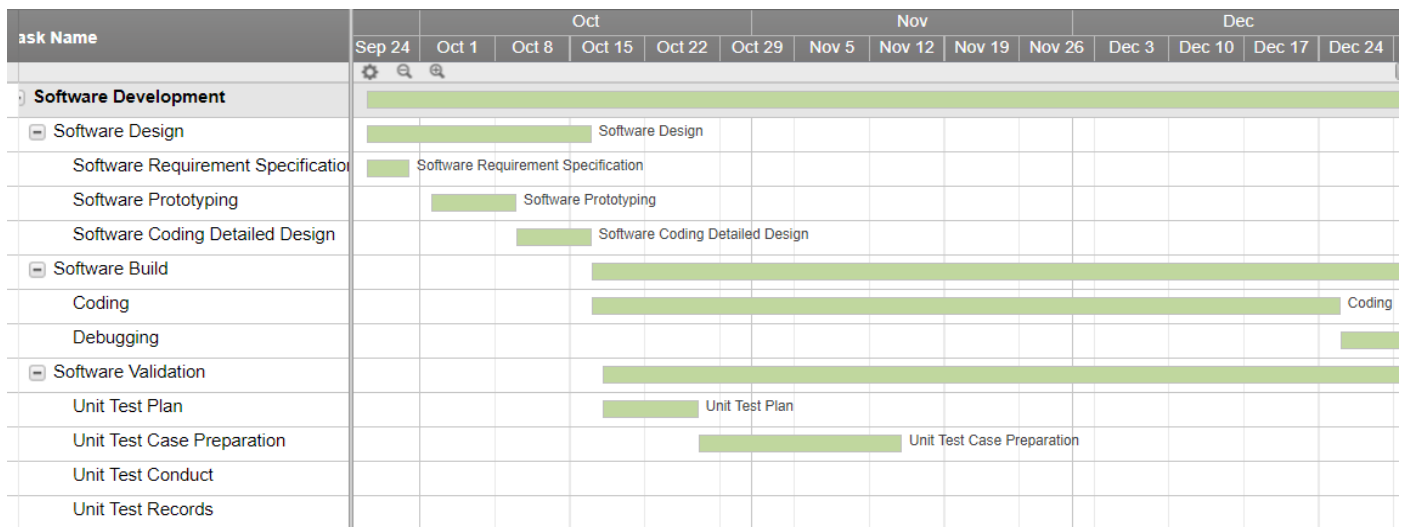 Oct Nov Dec
ask Name
Sep 24 Oct 1 Oct 8 Oct 15 Oct 22 Oct 29 Nov 5 Nov 12 Nov 19 Nov 26 Dec 3 Dec 10 Dec 17 Dec 24
Software Development
Software Design Software Design
Software Requirement Specification Software Requirement Specification
Software Prototyping Software Prototyping
Software Coding Detailed Design Software Coding Detailed Design
Software Build
Coding Coding
Debugging
Software Validation
Unit Test Plan Unit Test Plan
Unit Test Case Preparation Unit Test Case Preparation
Unit Test Conduct
Unit Test Records